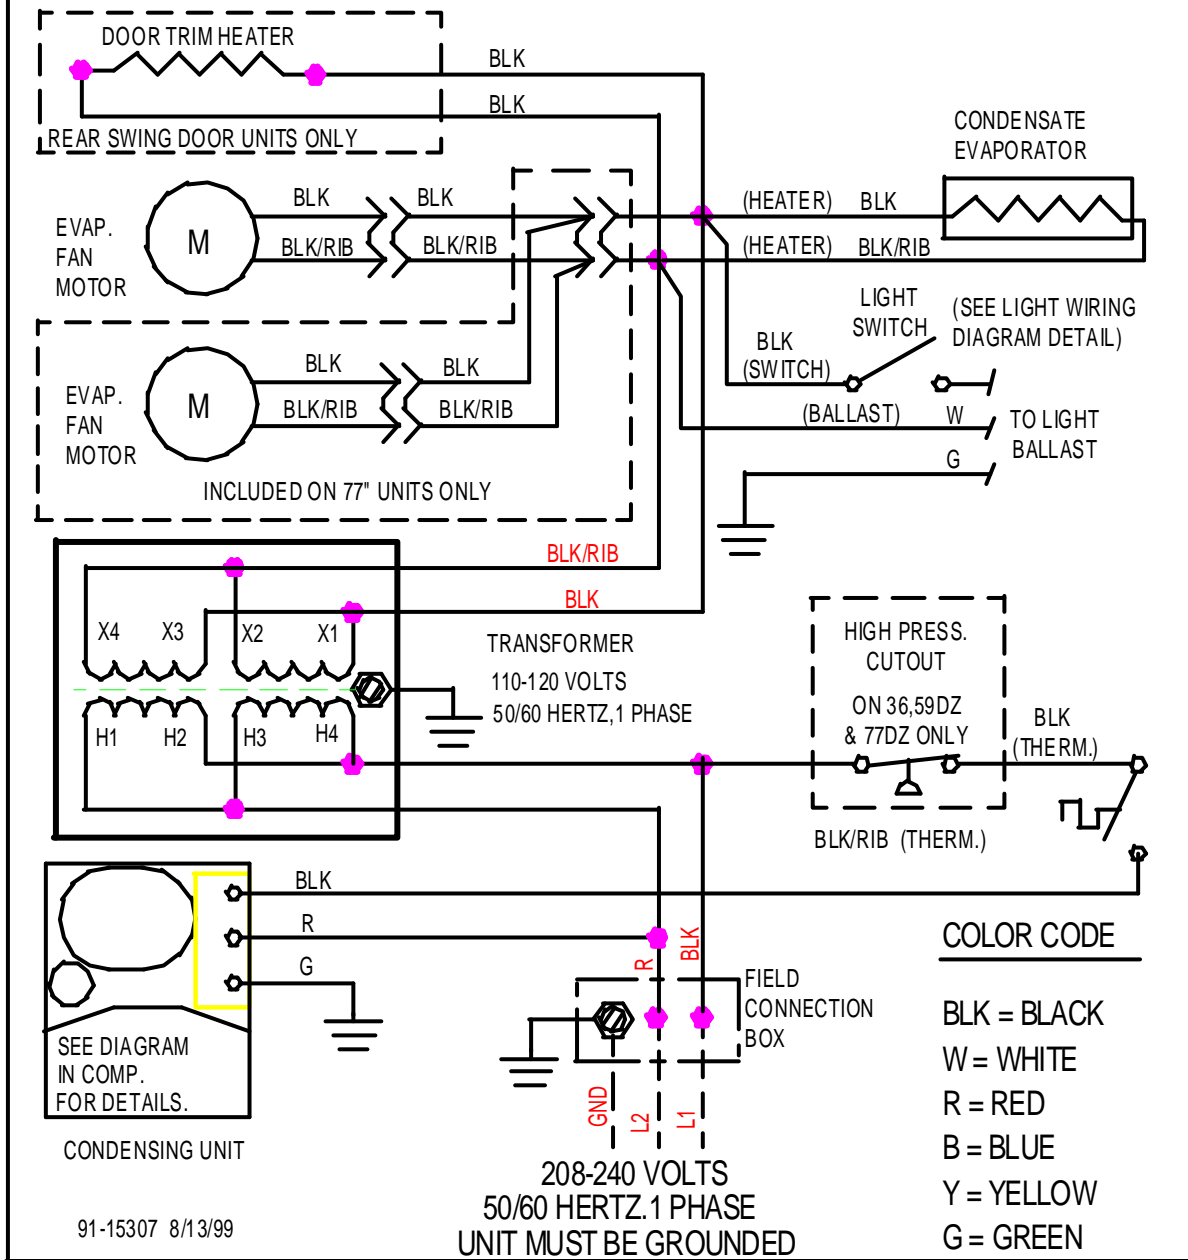 DOOR TRIM HEATER
BLK
BLK
REAR SWING DOOR UNITS ONLY
CONDENSATE
EVAPORATOR
EVAP.
FAN
MOTOR
M
BLK
BLK
BLK/RIB
BLK/RIB
(HEATER) BLK
(HEATER) BLK/RIB
LIGHT
SWITCH
(SEE LIGHT WIRING
DIAGRAM DETAIL)
BLK
(SWITCH)
(BALLAST)
W
G
TO LIGHT
BALLAST
EVAP.
FAN
MOTOR
M
BLK
BLK
BLK/RIB
BLK/RIB
INCLUDED ON 77" UNITS ONLY
BLK/RIB
BLK
X4
X3
X2
X1
H1
H2
H3
H4
TRANSFORMER
110-120 VOLTS
50/60 HERTZ,1 PHASE
HIGH PRESS.
CUTOUT
ON 36,59DZ
& 77DZ ONLY
BLK
(THERM.)
BLK/RIB (THERM.)
BLK
R
G
SEE DIAGRAM
IN COMP.
FOR DETAILS.
CONDENSING UNIT
R
BLK
FIELD
CONNECTION
BOX
GND
L2
L1
208-240 VOLTS
50/60 HERTZ.1 PHASE
UNIT MUST BE GROUNDED
COLOR CODE
BLK = BLACK
W = WHITE
R = RED
B = BLUE
Y = YELLOW
G = GREEN
91-15307 8/13/99